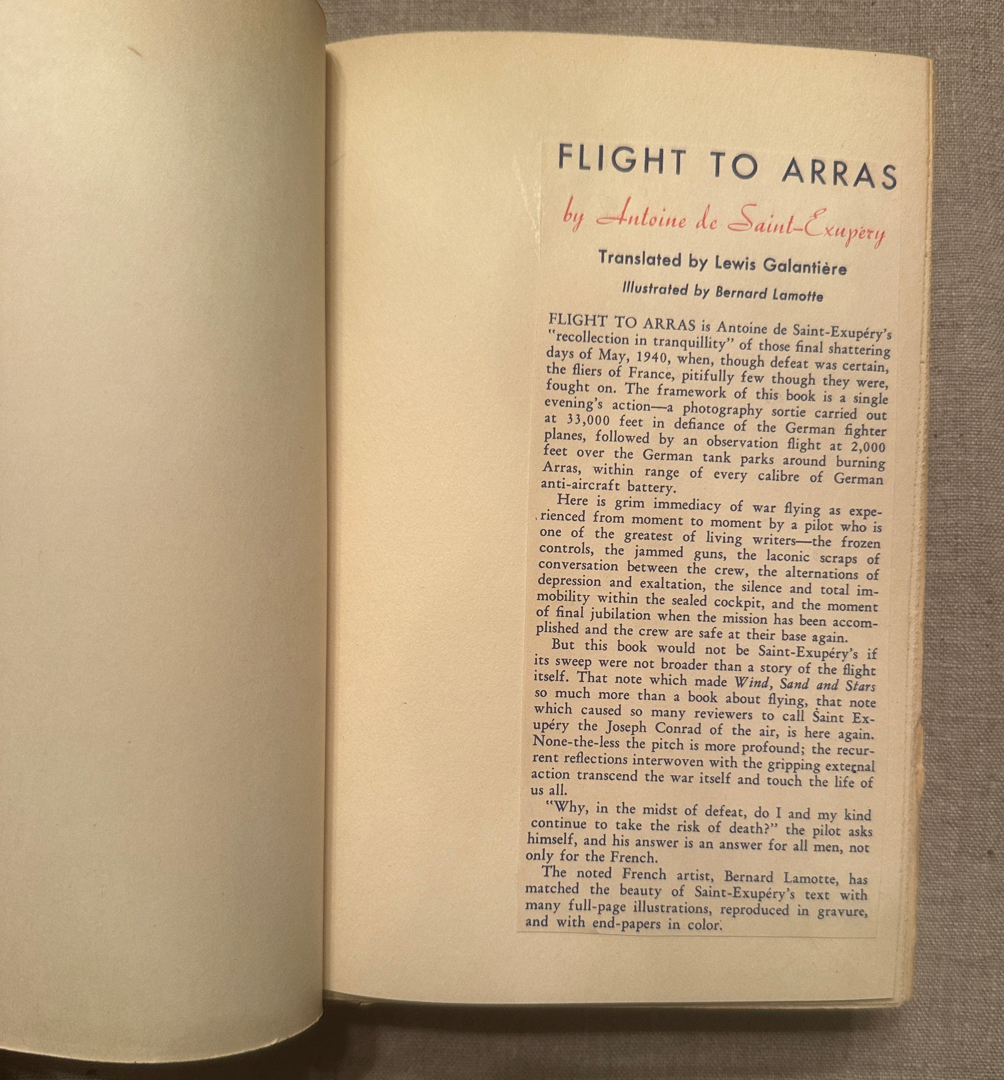 FLIGHT TO ARRAS
by Antoine de Saint-Exupéry
Translated by Lewis Galantière
Illustrated by Bernard Lamotte
FLIGHT TO ARRAS is Antoine de Saint-Exupéry's
"recollection in tranquillity" of those final shattering
days of May, 1940, when, though defeat was certain,
the fliers of France, pitifully few though they were,
fought on. The framework of this book is a single
evening's action—a photography sortie carried out
at 33,000 feet in defiance of the German fighter
planes, followed by an observation flight at 2,000
feet over the German tank parks around burning
Arras, within range of every calibre of German
anti-aircraft battery.
Here is grim immediacy of war flying as expe-
rienced from moment to moment by a pilot who is
one of the greatest of living writers—the frozen
controls, the jammed guns, the laconic scraps of
conversation between the crew, the alternations of
depression and exaltation, the silence and total im-
mobility within the sealed cockpit, and the moment
of final jubilation when the mission has been accom-
plished and the crew are safe at their base again.
But this book would not be Saint-Exupéry's if
its sweep were not broader than a story of the flight
itself. That note which made Wind, Sand and Stars
so much more than a book about flying, that note
which caused so many reviewers to call Saint Ex-
upéry the Joseph Conrad of the air, is here again.
None-the-less the pitch is more profound; the recur-
rent reflections interwoven with the gripping external
action transcend the war itself and touch the life of
us all.
"Why, in the midst of defeat, do I and my kind
continue to take the risk of death?" the pilot asks
himself, and his answer is an answer for all men, not
only for the French.
The noted French artist, Bernard Lamotte, has
matched the beauty of Saint-Exupéry's text with
many full-page illustrations, reproduced in gravure,
and with end-papers in color.